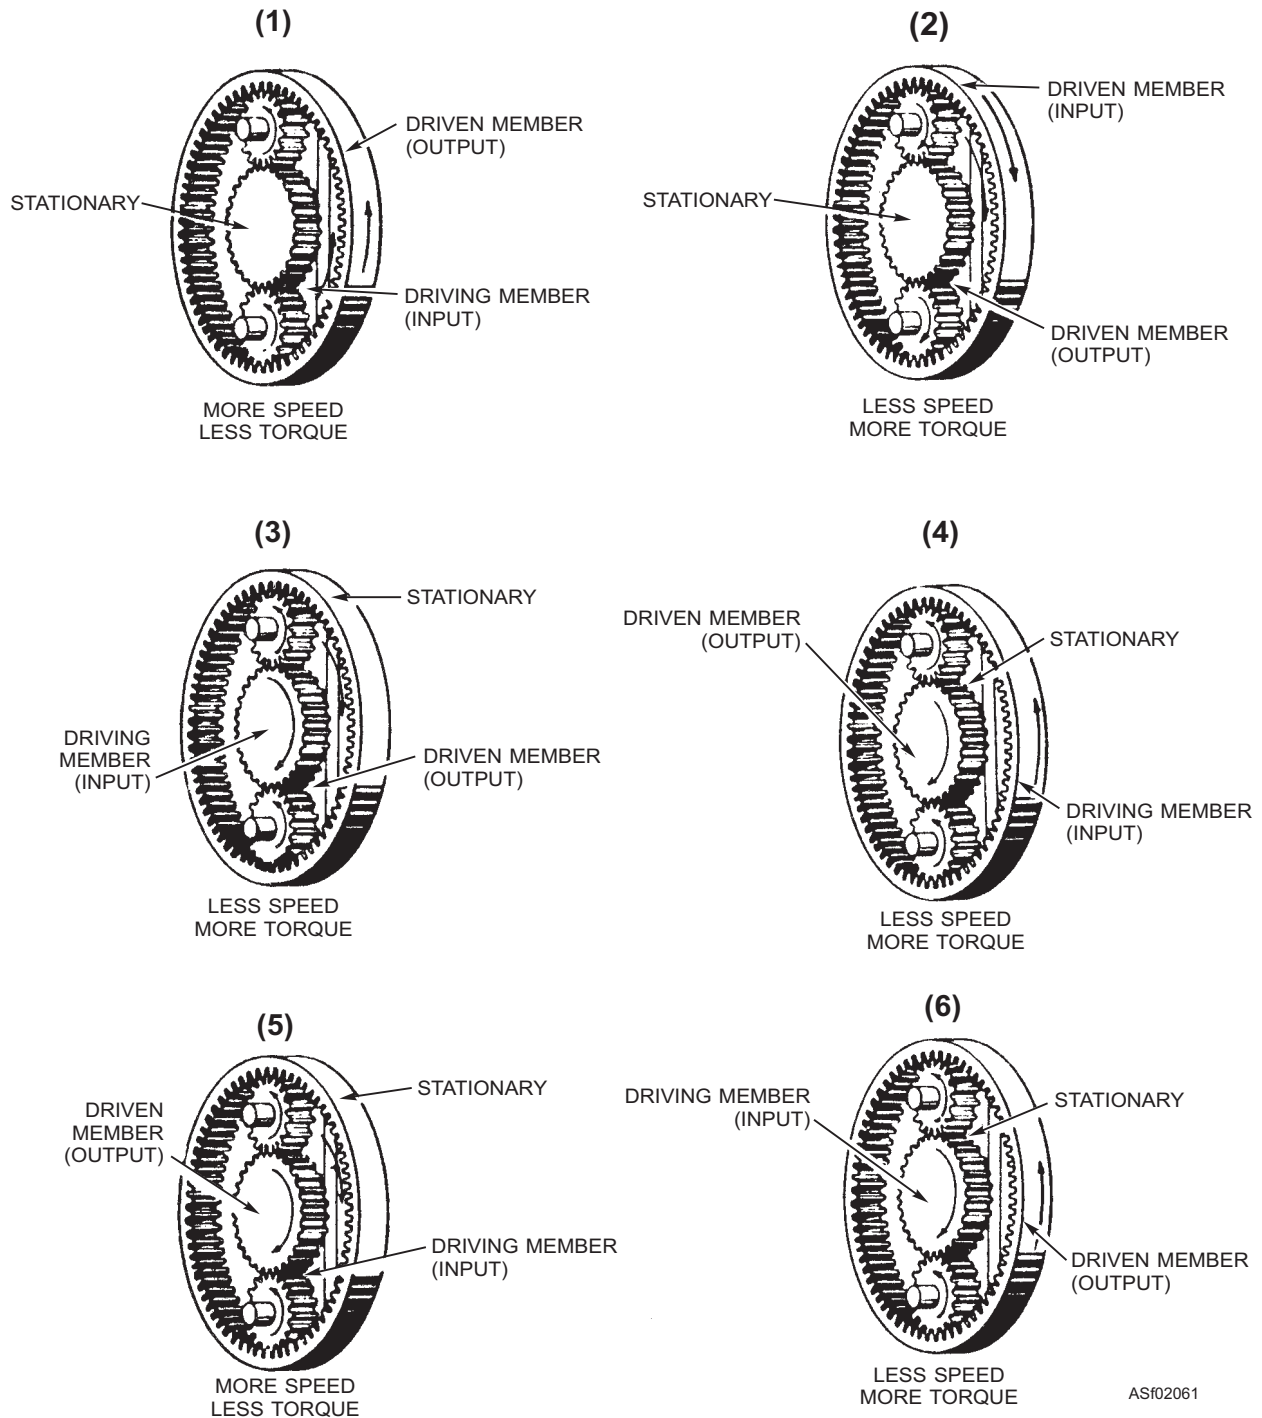 (1)
DRIVEN MEMBER
(OUTPUT)
STATIONARY
DRIVING MEMBER
(INPUT)
MORE SPEED
LESS TORQUE
(2)
DRIVEN MEMBER
(INPUT)
STATIONARY
DRIVEN MEMBER
(OUTPUT)
LESS SPEED
MORE TORQUE
(3)
STATIONARY
DRIVING
MEMBER
(INPUT)
DRIVEN MEMBER
(OUTPUT)
LESS SPEED
MORE TORQUE
(4)
DRIVEN MEMBER
(OUTPUT)
STATIONARY
DRIVING MEMBER
(INPUT)
LESS SPEED
MORE TORQUE
(5)
STATIONARY
DRIVEN
MEMBER
(OUTPUT)
DRIVING MEMBER
(INPUT)
MORE SPEED
LESS TORQUE
(6)
DRIVING MEMBER
(INPUT)
STATIONARY
DRIVEN MEMBER
(OUTPUT)
LESS SPEED
MORE TORQUE
ASf02061